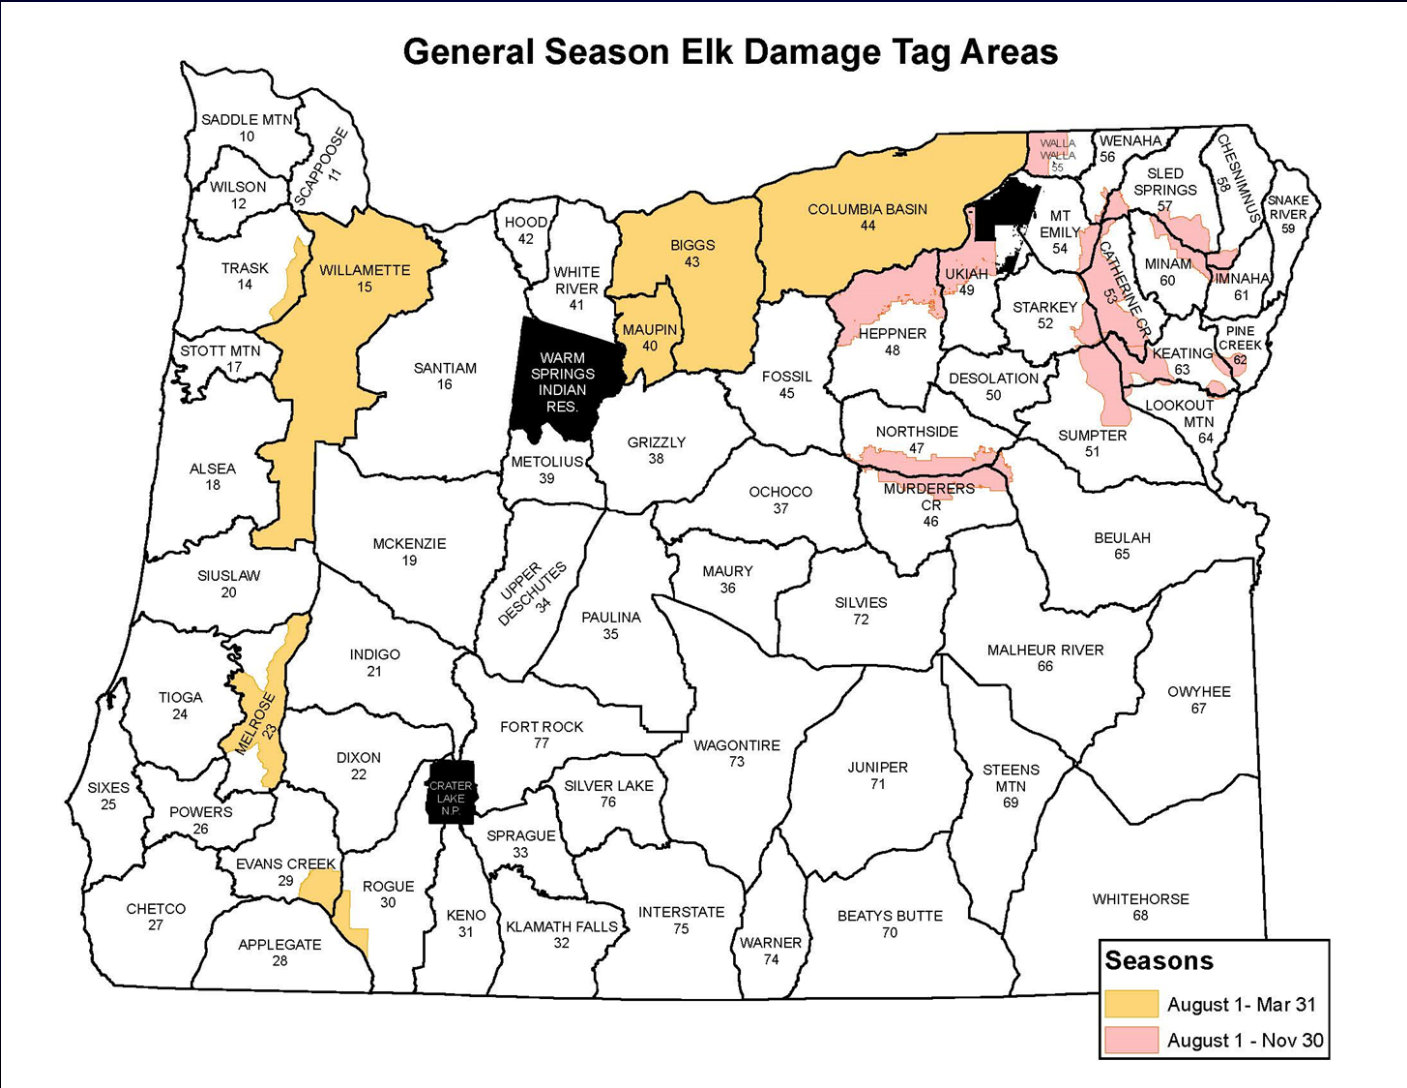 General Season Elk Damage Tag Areas
SADDLE MTN
10
SCAPPOOSE
11
WILSON
12
TRASK
14
WILLAMETTE
15
STOTT MTN
17
SANTIAM
16
ALSEA
18
HOOD
42
WHITE
RIVER
41
BIGGS
43
MAUPIN
40
COLUMBIA BASIN
44
WALLA
WALLA
55
WENAHA
56
SLED
SPRINGS
57
CHESNIMNUS
58
SNAKE
RIVER
59
MT
EMILY
54
UKIAH
49
CATHERINE CR
53
MINAM
60
IMNAHA
61
STARKEY
52
HEPPNER
48
PINE
CREEK
62
KEATING
63
LOOKOUT
MTN
64
DESOLATION
50
SUMPTER
51
FOSSIL
45
WARM
SPRINGS
INDIAN
RES.
METOLIUS
39
GRIZZLY
38
NORTHSIDE
47
MURDERERS
CR
46
OCHOCO
37
BEULAH
65
MCKENZIE
19
UPPER
DESCHUTES
34
MAURY
36
SIUSLAW
20
PAULINA
35
SILVIES
72
MALHEUR RIVER
66
OWYHEE
67
INDIGO
21
TIOGA
24
MELROSE
23
FORT ROCK
77
WAGONTIRE
73
DIXON
22
JUNIPER
71
STEENS
MTN
69
SIXES
25
POWERS
26
CRATER
LAKE
N.P.
SILVER LAKE
76
SPRAGUE
33
EVANS CREEK
29
ROGUE
30
CHETCO
27
APPLEGATE
28
KENO
31
KLAMATH FALLS
32
INTERSTATE
75
WARNER
74
BEATYS BUTTE
70
WHITEHORSE
68
Seasons
August 1- Mar 31
August 1 - Nov 30